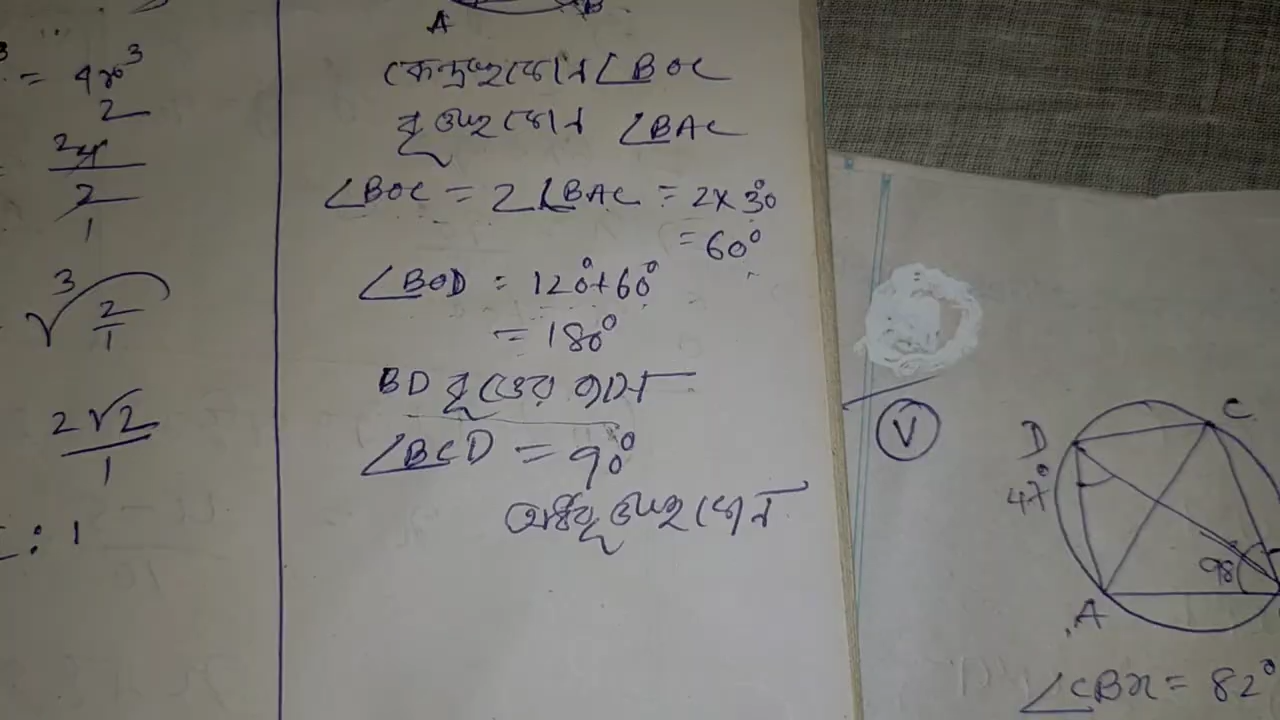 = 4r³
2
2r
2
1
³√2/1
2√2
1
: 1
A
B
কেন্দ্রস্থ কোন ∠BOC
বৃত্তস্থ কোন ∠BAC
∠BOC = 2∠BAC = 2×30°
= 60°
∠BOD = 120°+60°
= 180°
BD বৃত্তের ব্যাস
∠BCD = 90°
অর্ধবৃত্তস্থ কোন
V
D
C
47°
98
A
∠CBx = 82°